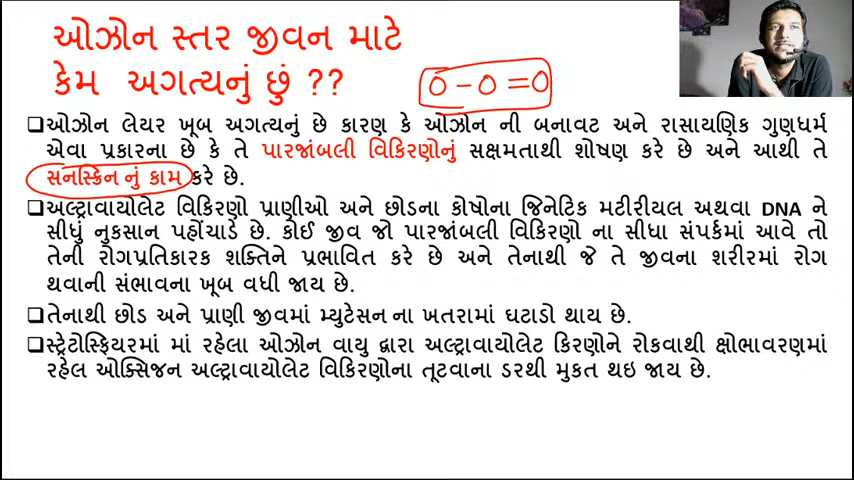 ઓઝોન સ્તર જીવન માટે
કેમ અગત્યનું છું ??
O - O = O
❑ઓઝોન લેયર ખૂબ અગત્યનું છે કારણ કે ઓઝોન ની બનાવટ અને રાસાયણિક ગુણધર્મ
એવા પ્રકારના છે કે તે પારજાંબલી વિકિરણોનું સક્ષમતાથી શોષણ કરે છે અને આથી તે
સનસ્ક્રિન નું કામ કરે છે.
❑અલ્ટ્રાવાયોલેટ વિકિરણો પ્રાણીઓ અને છોડના કોષોના જિનેટિક મટીરીયલ અથવા DNA ને
સીધું નુકસાન પહોંચાડે છે. કોઈ જીવ જો પારજાંબલી વિકિરણો ના સીધા સંપર્કમાં આવે તો
તેની રોગપ્રતિકારક શક્તિને પ્રભાવિત કરે છે અને તેનાથી જે તે જીવના શરીરમાં રોગ
થવાની સંભાવના ખૂબ વધી જાય છે.
❑તેનાથી છોડ અને પ્રાણી જીવમાં મ્યુટેસન ના ખતરામાં ઘટાડો થાય છે.
❑સ્ટ્રેટોસ્ફિયરમાં માં રહેલા ઓઝોન વાયુ દ્વારા અલ્ટ્રાવાયોલેટ કિરણોને રોકવાથી ક્ષોભાવરણમાં
રહેલ ઓક્સિજન અલ્ટ્રાવાયોલેટ વિકિરણોના તૂટવાના ડરથી મુકત થઇ જાય છે.